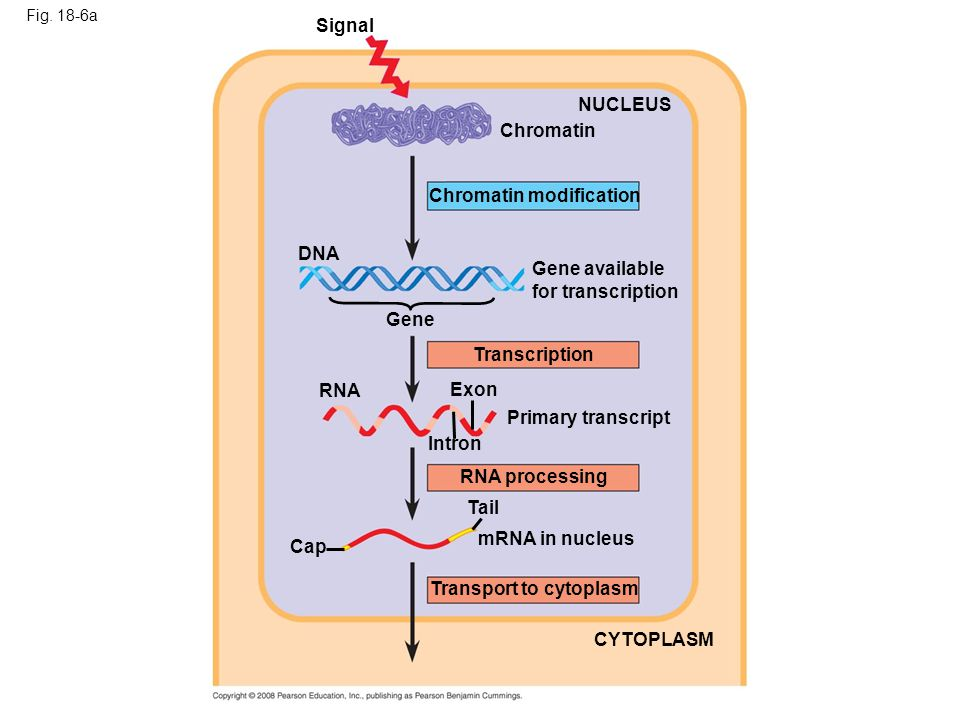 Fig. 18-6a
Signal
NUCLEUS
Chromatin
Chromatin modification
DNA
Gene available
for transcription
Gene
Transcription
RNA
Exon
Primary transcript
Intron
RNA processing
Tail
mRNA in nucleus
Cap
Transport to cytoplasm
CYTOPLASM
Copyright © 2008 Pearson Education, Inc., publishing as Pearson Benjamin Cummings.